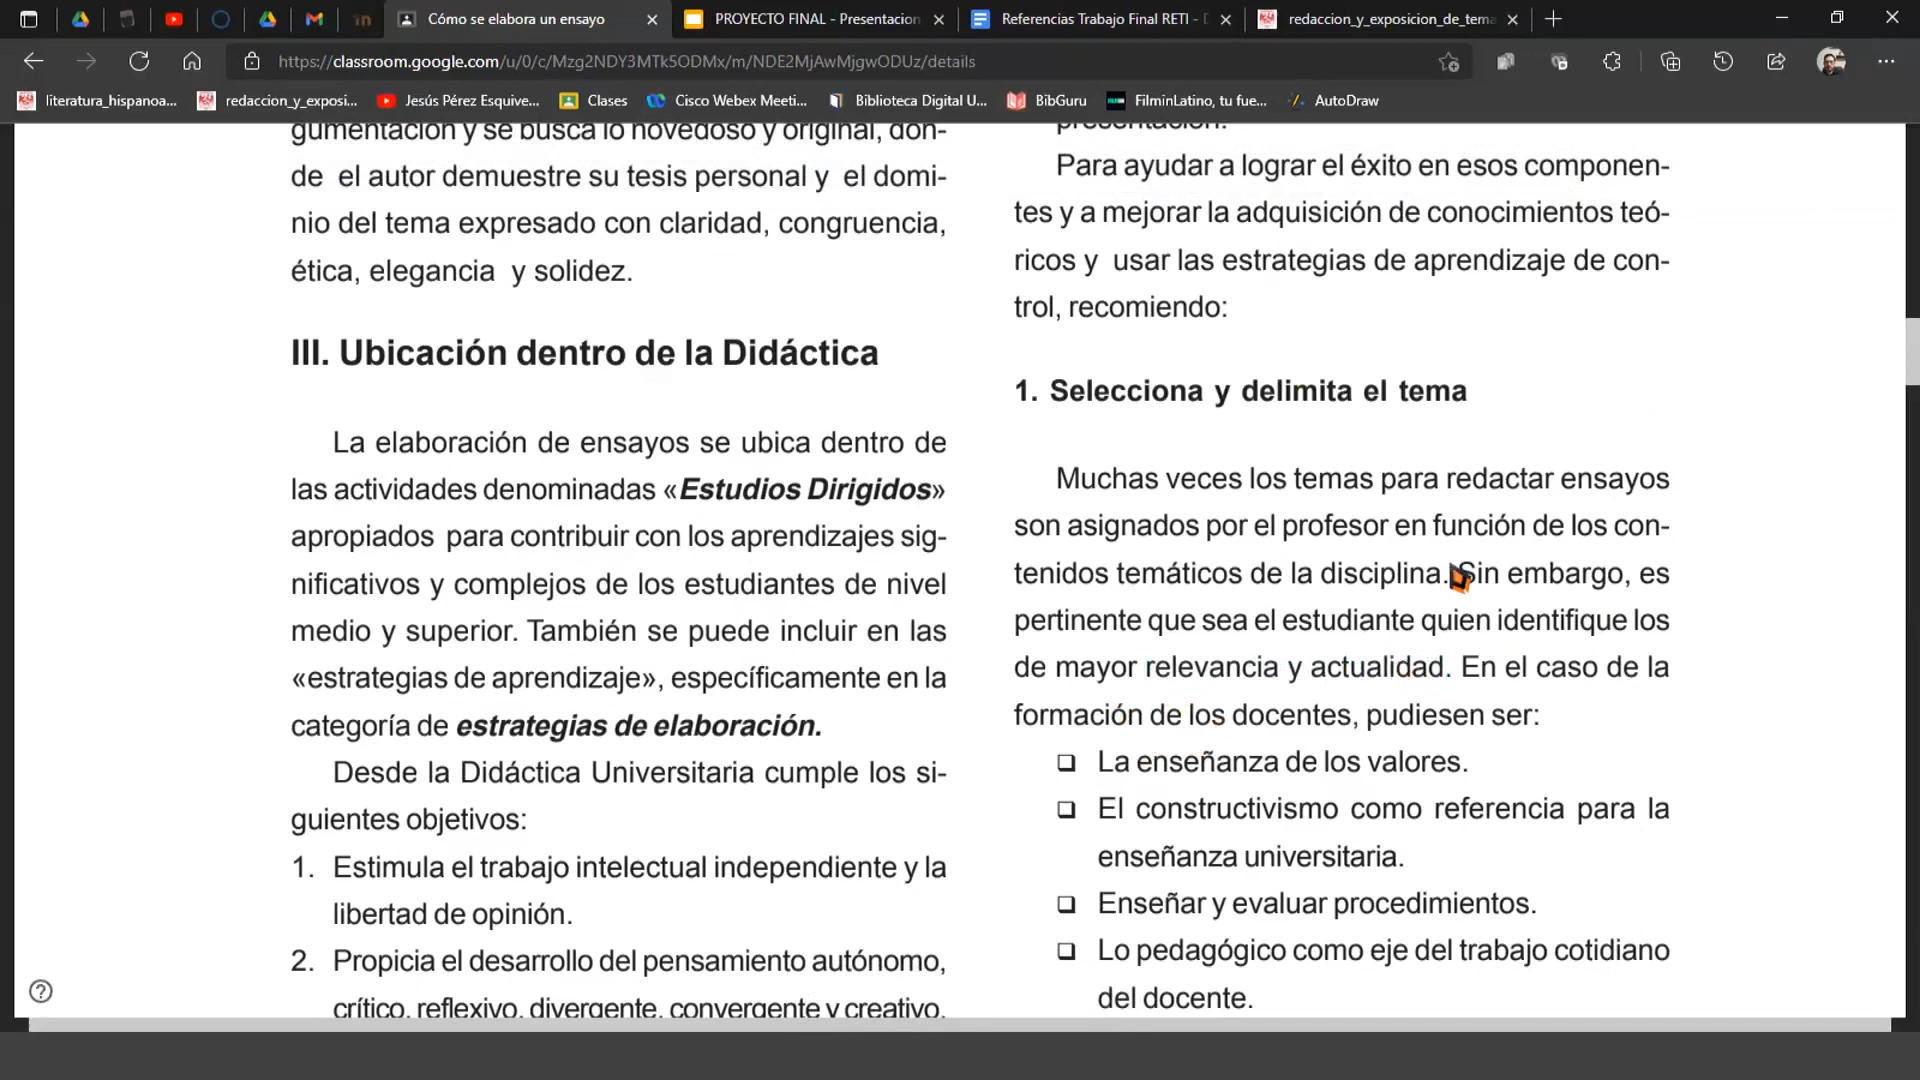 Cómo se elabora un ensayo
PROYECTO FINAL - Presentacion
Referencias Trabajo Final RETI - D
redaccion_y_exposicion_de_tema
https://classroom.google.com/u/0/c/Mzg2NDY3MTk5ODMx/m/NDE2MjAwMjgwODUz/details
literatura_hispanoa...
redaccion_y_exposi...
Jesús Pérez Esquive...
Clases
Cisco Webex Meeti...
Biblioteca Digital U...
BibGuru
FilminLatino, tu fue...
AutoDraw
gumentación y se busca lo novedoso y original, don-
de el autor demuestre su tesis personal y el domi-
nio del tema expresado con claridad, congruencia,
ética, elegancia y solidez.
III. Ubicación dentro de la Didáctica
La elaboración de ensayos se ubica dentro de
las actividades denominadas «Estudios Dirigidos»
apropiados para contribuir con los aprendizajes sig-
nificativos y complejos de los estudiantes de nivel
medio y superior. También se puede incluir en las
«estrategias de aprendizaje», específicamente en la
categoría de estrategias de elaboración.
Desde la Didáctica Universitaria cumple los si-
guientes objetivos:
1. Estimula el trabajo intelectual independiente y la
libertad de opinión.
2. Propicia el desarrollo del pensamiento autónomo,
crítico, reflexivo, divergente, convergente y creativo.
presentación.
Para ayudar a lograr el éxito en esos componen-
tes y a mejorar la adquisición de conocimientos teó-
ricos y usar las estrategias de aprendizaje de con-
trol, recomiendo:
1. Selecciona y delimita el tema
Muchas veces los temas para redactar ensayos
son asignados por el profesor en función de los con-
tenidos temáticos de la disciplina. Sin embargo, es
pertinente que sea el estudiante quien identifique los
de mayor relevancia y actualidad. En el caso de la
formación de los docentes, pudiesen ser:
❑ La enseñanza de los valores.
❑ El constructivismo como referencia para la
enseñanza universitaria.
❑ Enseñar y evaluar procedimientos.
❑ Lo pedagógico como eje del trabajo cotidiano
del docente.